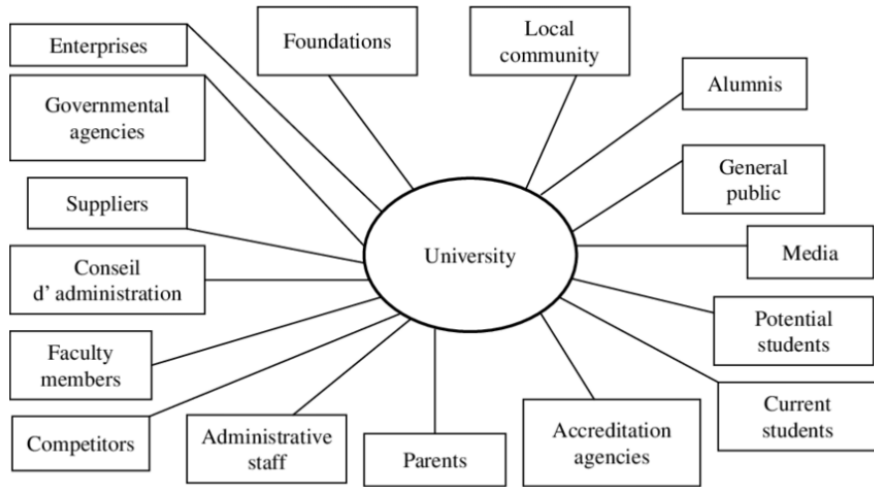 Enterprises
Foundations
Local
community
Governmental
agencies
Alumnis
General
public
Suppliers
University
Media
Conseil
d' administration
Potential
students
Faculty
members
Current
students
Competitors
Administrative
staff
Parents
Accreditation
agencies